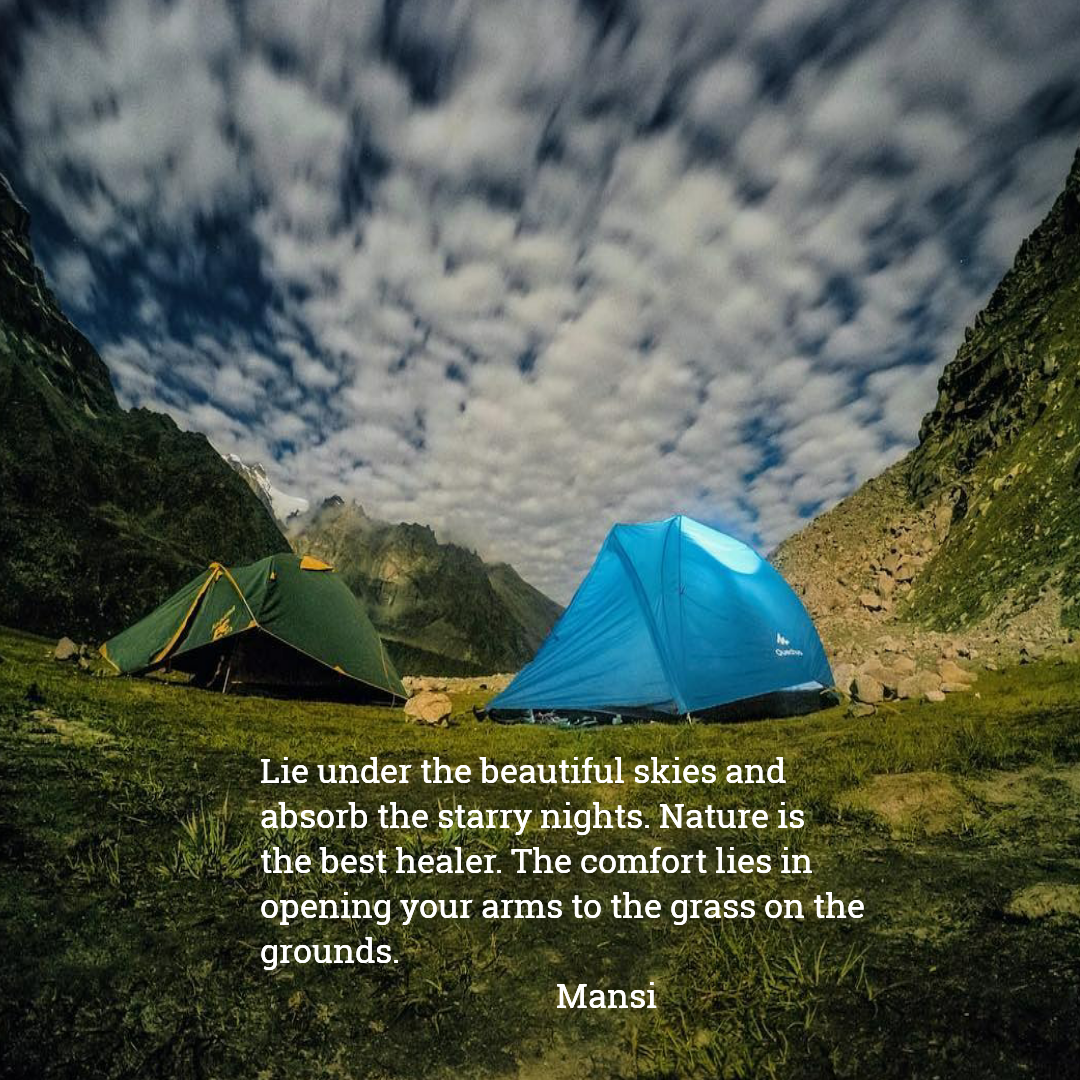 Quechua
Lie under the beautiful skies and
absorb the starry nights. Nature is
the best healer. The comfort lies in
opening your arms to the grass on the
grounds.
Mansi